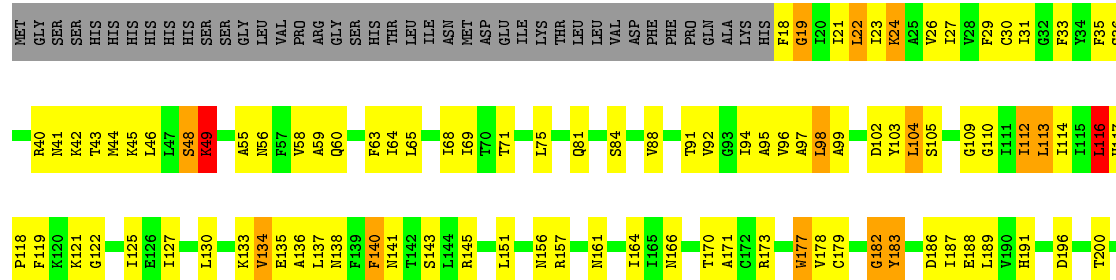 MET GLY SER SER HIS HIS HIS HIS HIS HIS SER SER GLY LEU VAL PRO ARG GLY SER HIS THR LEU ILE ASN MET ASP GLU ILE LYS THR LEU LEU VAL ASP PHE PHE PRO GLN ALA LYS HIS F18 G19 I20 I21 L22 I23 K24 A25 V26 I27 V28 F29 C30 I31 G32 F33 Y34 F35
R40 N41 K42 T43 M44 K45 L46 L47 S48 K49 A55 N56 F57 V58 A59 Q60 F63 I64 L65 I68 I69 T70 T71 L75 Q81 S84 V88 T91 V92 G93 I94 A95 V96 A97 L98 A99 D102 Y103 L104 S105 G109 G110 I111 I112 L113 I114 I115 L116
P118 F119 K120 K121 G122 I125 E126 I127 L130 K133 V134 E135 A136 L137 N138 F139 F140 N141 T142 S143 L144 R145 L151 N156 R157 N161 I164 I165 N166 T170 A171 C172 R173 W177 V178 C179 G182 Y183 D186 I187 E188 L189 V190 H191 D196 T200